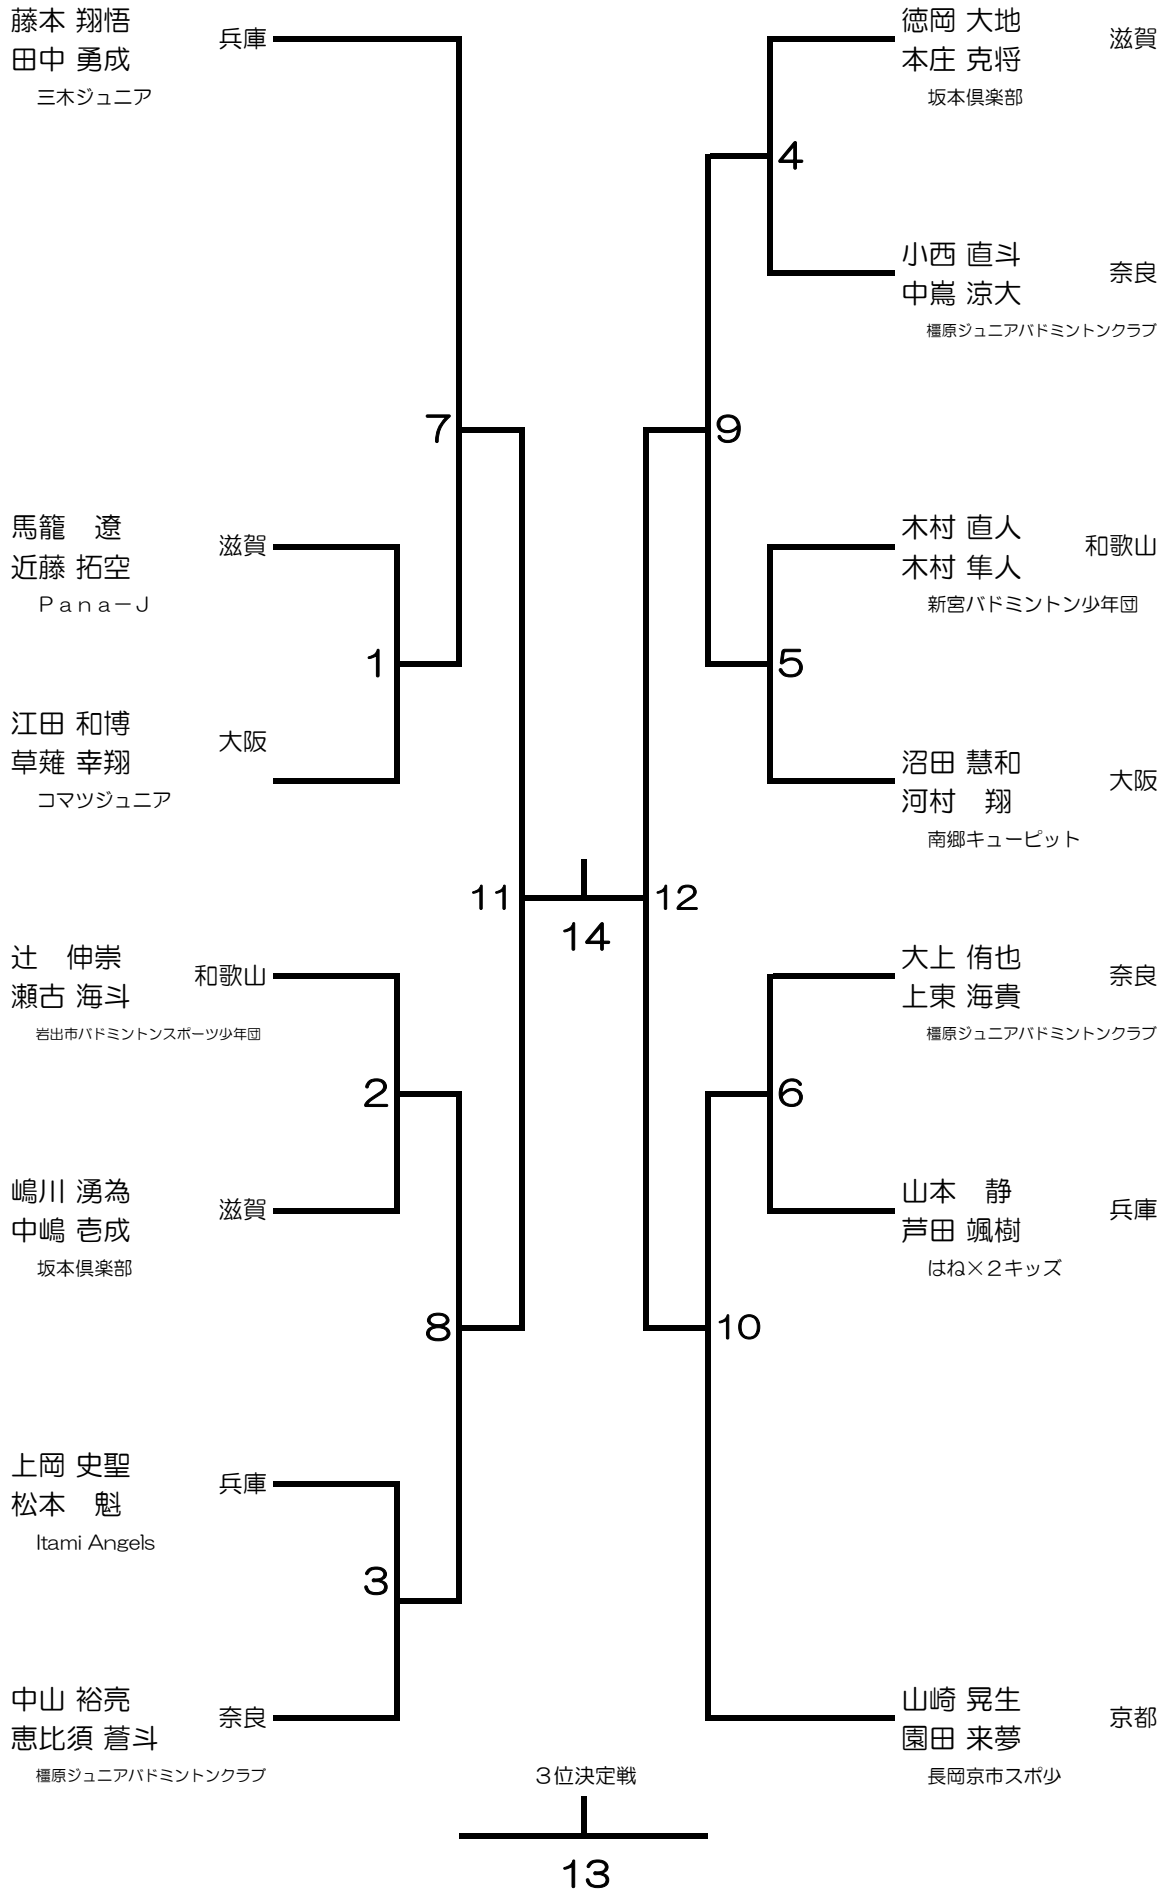 藤本 翔悟
田中 勇成
兵庫
三木ジュニア
馬籠　遼
近藤 拓空
滋賀
Ｐａｎａ－Ｊ
江田 和博
草薙 幸翔
大阪
コマツジュニア
辻　伸崇
瀬古 海斗
和歌山
岩出市バドミントンスポーツ少年団
嶋川 湧為
中嶋 壱成
滋賀
坂本倶楽部
上岡 史聖
松本　魁
兵庫
Itami Angels
中山 裕亮
恵比須 蒼斗
奈良
橿原ジュニアバドミントンクラブ
7
1
2
8
3
11
14
12
9
4
5
6
10
徳岡 大地
本庄 克将
滋賀
坂本倶楽部
小西 直斗
中嶌 涼大
奈良
橿原ジュニアバドミントンクラブ
木村 直人
木村 隼人
和歌山
新宮バドミントン少年団
沼田 慧和
河村　翔
大阪
南郷キューピット
大上 侑也
上東 海貴
奈良
橿原ジュニアバドミントンクラブ
山本　静
芦田 颯樹
兵庫
はね×２キッズ
山崎 晃生
園田 来夢
京都
長岡京市スポ少
３位決定戦
13